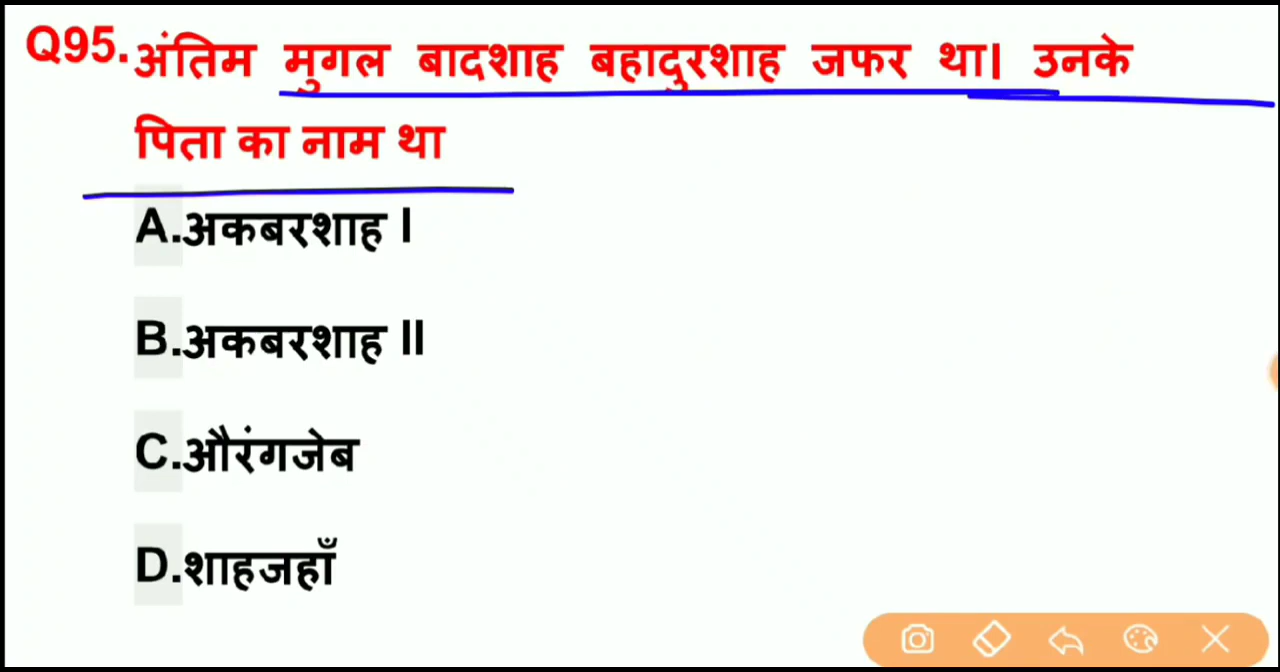 Q95. अंतिम मुगल बादशाह बहादुरशाह जफर था। उनके
पिता का नाम था
A.अकबरशाह I
B.अकबरशाह II
C.औरंगजेब
D.शाहजहाँ